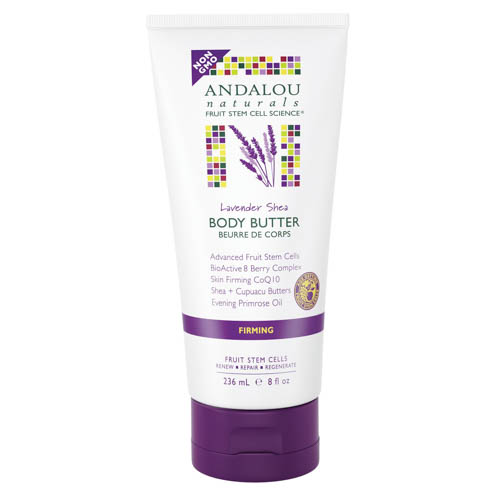 NON
GMO
ANDALOU
naturals
FRUIT STEM CELL SCIENCE®
Lavender Shea
BODY BUTTER
BEURRE DE CORPS
Advanced Fruit Stem Cells
BioActive 8 Berry Complex
Skin Firming CoQ10
Shea + Cupuacu Butters
Evening Primrose Oil
FIRMING
FRUIT STEM CELLS
RENEW • REPAIR • REGENERATE
236 mL ℮ 8 fl oz